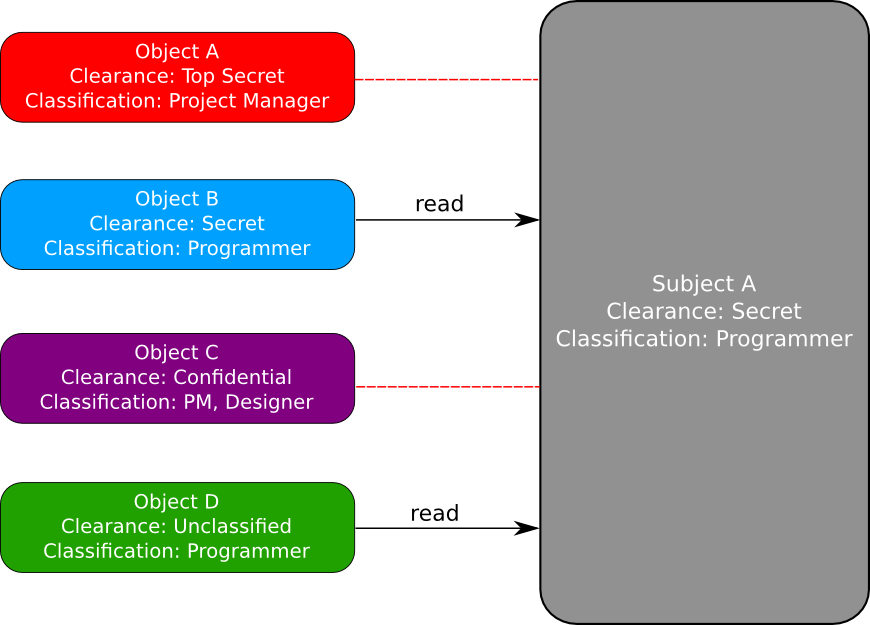 Object A
Clearance: Top Secret
Classification: Project Manager
Object B
Clearance: Secret
Classification: Programmer
read
Object C
Clearance: Confidential
Classification: PM, Designer
Object D
Clearance: Unclassified
Classification: Programmer
read
Subject A
Clearance: Secret
Classification: Programmer